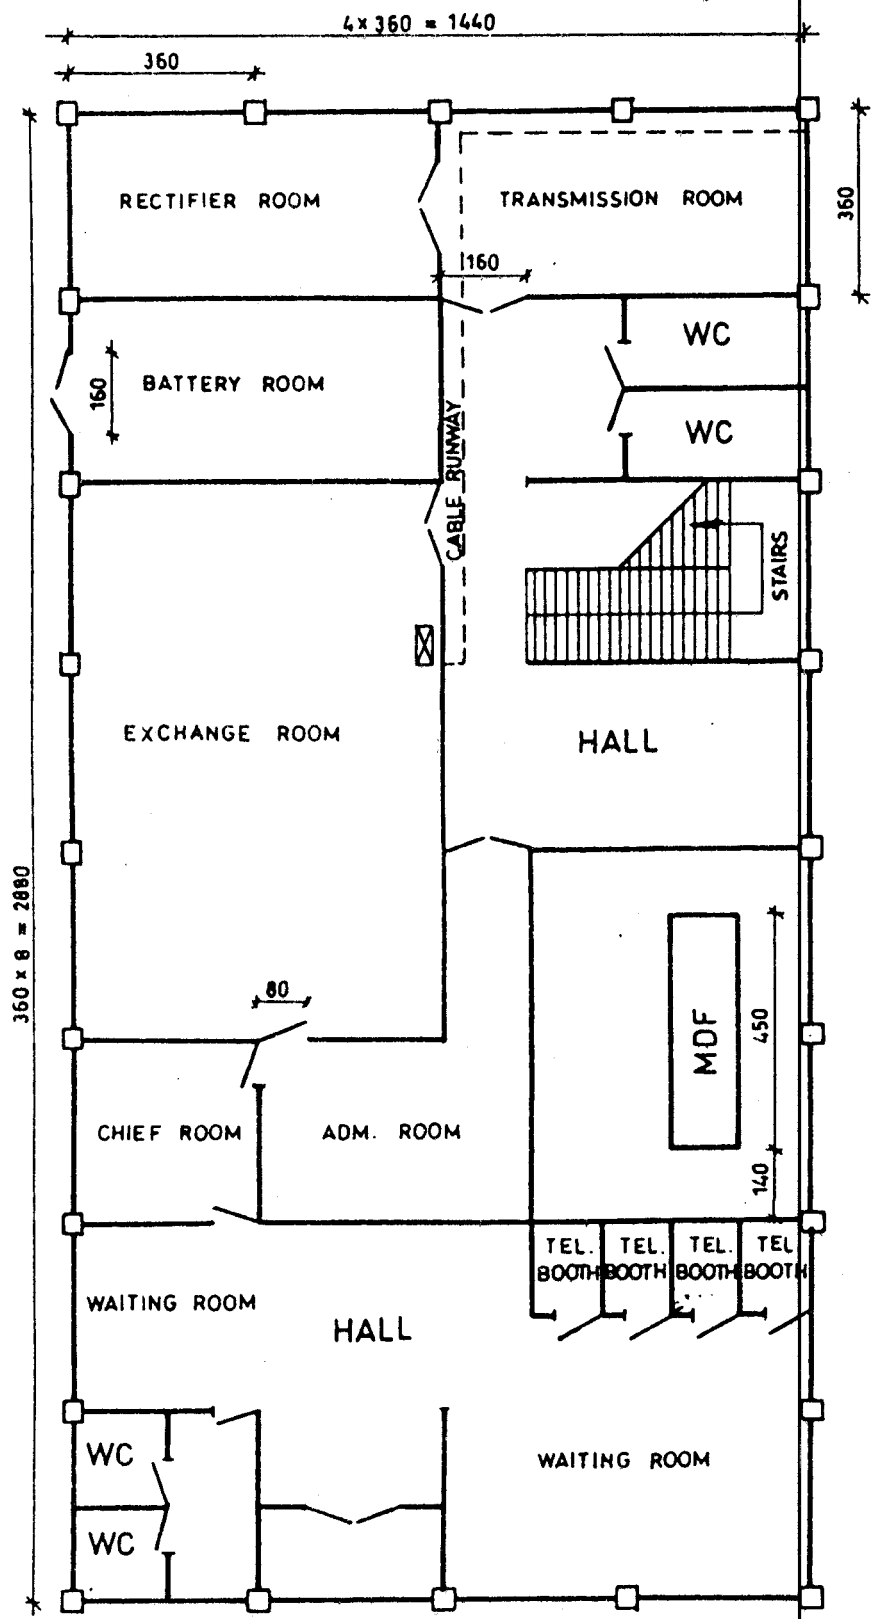 4 x 360 = 1440
360
RECTIFIER ROOM
TRANSMISSION ROOM
360
160
WC
BATTERY ROOM
160
WC
CABLE RUNWAY
STAIRS
EXCHANGE ROOM
HALL
360 x 8 = 2880
80
MDF
450
CHIEF ROOM
ADM. ROOM
140
TEL.
BOOTH
TEL.
BOOTH
TEL.
BOOTH
TEL
BOOTH
WAITING ROOM
HALL
WC
WAITING ROOM
WC